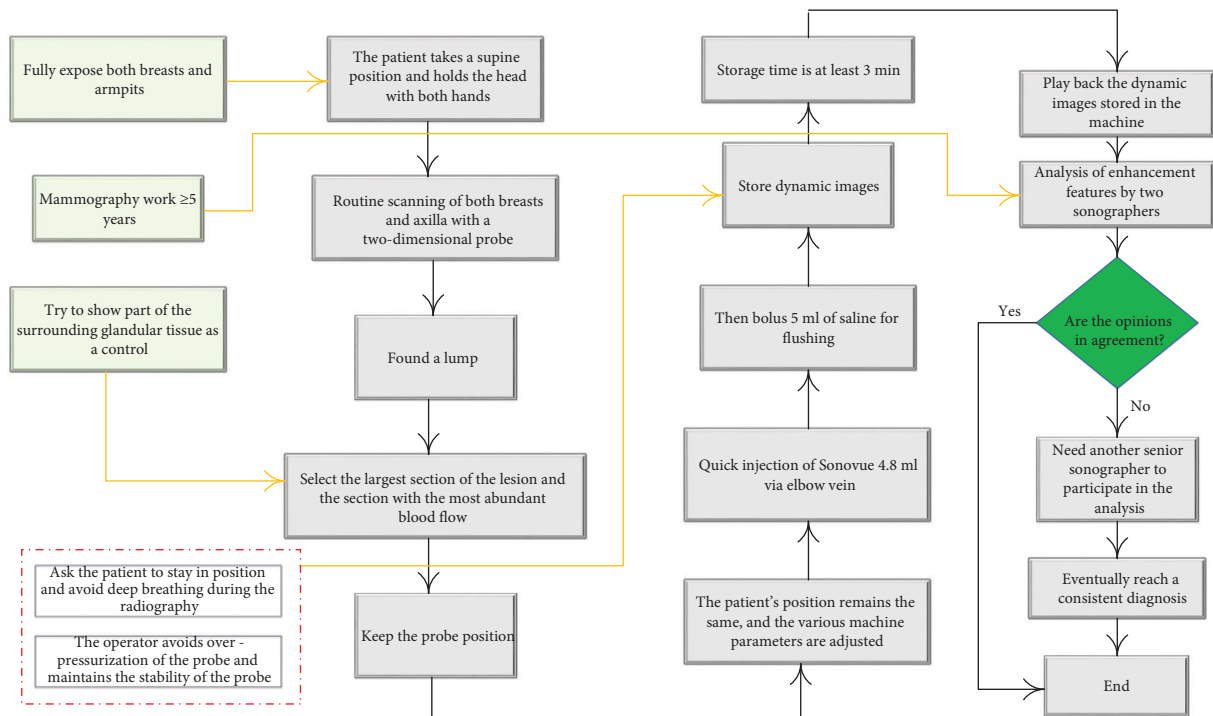 Fully expose both breasts and
armpits
Mammography work ≥5
years
Try to show part of the
surrounding glandular tissue as
a control
Ask the patient to stay in position
and avoid deep breathing during the
radiography
The operator avoids over -
pressurization of the probe and
maintains the stability of the probe
The patient takes a supine
position and holds the head
with both hands
Routine scanning of both breasts
and axilla with a
two-dimensional probe
Found a lump
Select the largest section of the lesion and
the section with the most abundant
blood flow
Keep the probe position
Storage time is at least 3 min
Store dynamic images
Then bolus 5 ml of saline for
flushing
Quick injection of Sonovue 4.8 ml
via elbow vein
The patient's position remains the
same, and the various machine
parameters are adjusted
Play back the dynamic
images stored in the
machine
Analysis of enhancement
features by two
sonographers
Yes
Are the opinions
in agreement?
No
Need another senior
sonographer to
participate in the
analysis
Eventually reach a
consistent diagnosis
End